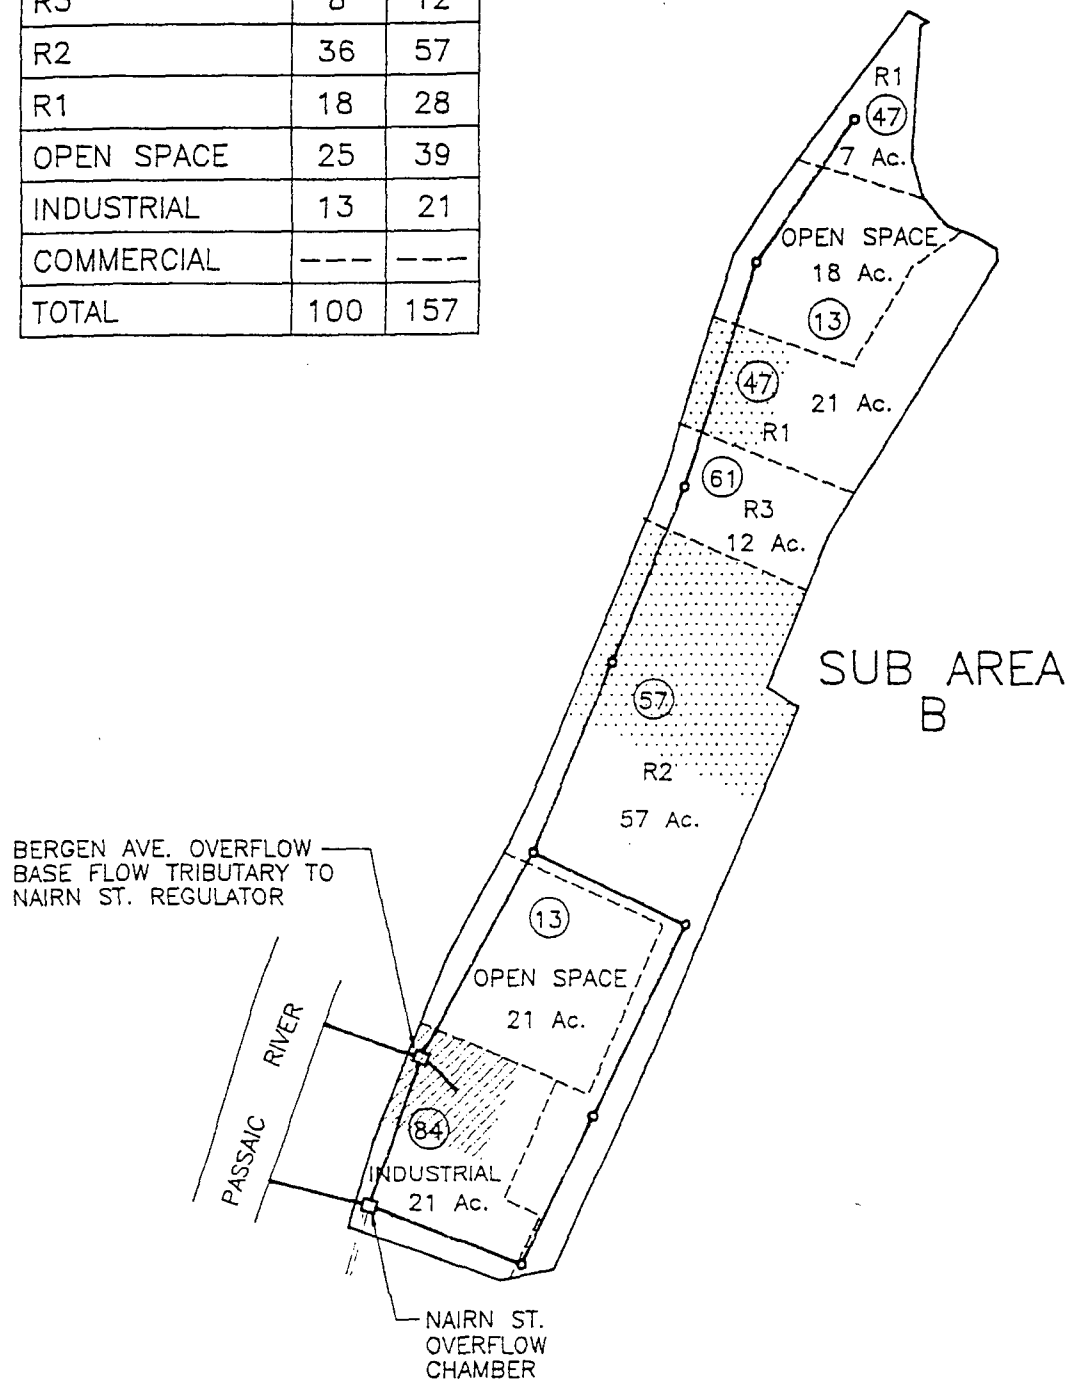 R3 8 12
R2 36 57
R1 18 28
OPEN SPACE 25 39
INDUSTRIAL 13 21
COMMERCIAL --- ---
TOTAL 100 157
R1
47
7 Ac.
OPEN SPACE
18 Ac.
13
47
21 Ac.
R1
61
R3
12 Ac.
SUB AREA
B
57
R2
57 Ac.
BERGEN AVE. OVERFLOW
BASE FLOW TRIBUTARY TO
NAIRN ST. REGULATOR
13
OPEN SPACE
21 Ac.
PASSAIC RIVER
84
INDUSTRIAL
21 Ac.
NAIRN ST.
OVERFLOW
CHAMBER